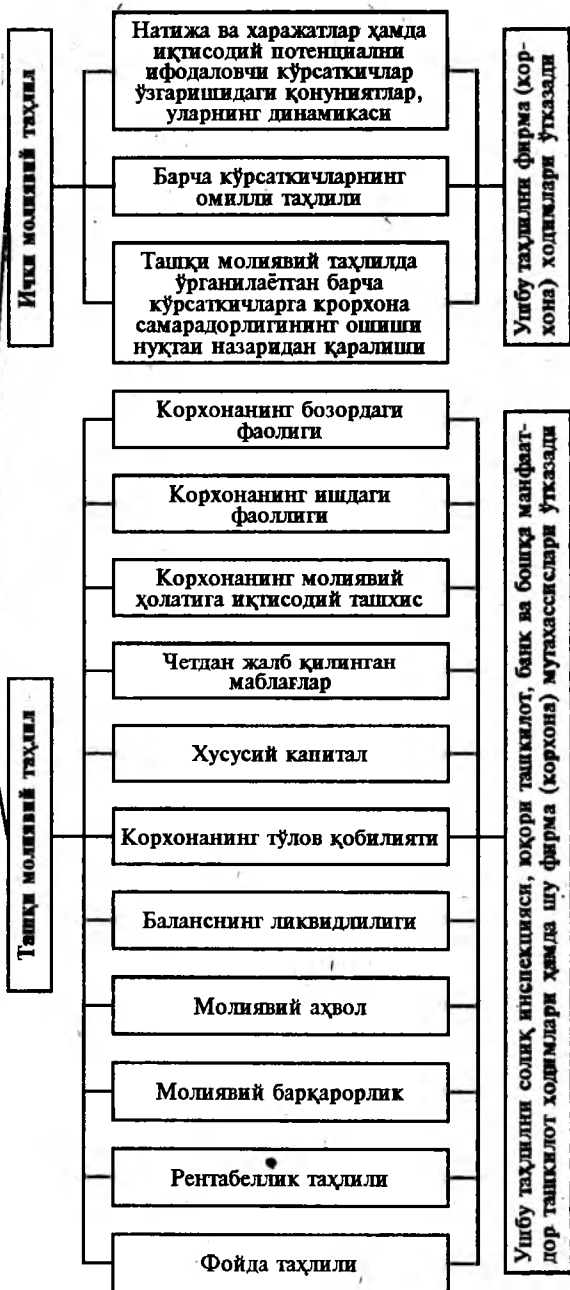 Ички молиявий таҳлил
Натижа ва харажатлар ҳамда
иқтисодий потенциални
ифодаловчи кўрсаткичлар
ўзгаришидаги қонуниятлар,
уларнинг динамикаси
Барча кўрсаткичларнинг
омилли таҳлили
Ташқи молиявий таҳлилда
ўрганилаётган барча
кўрсаткичларга крорхона
самарадорлигининг ошиши
нуқтаи назаридан қаралиши
Ушбу таҳлилни фирма (кор-
хона) ходимлари ўтказади
Ташқи молиявий таҳлил
Корхонанинг бозордаги
фаолиги
Корхонанинг ишдаги
фаоллиги
Корхонанинг молиявий
ҳолатига иқтисодий ташхис
Четдан жалб қилинган
маблағлар
Хусусий капитал
Корхонанинг тўлов қобилияти
Баланснинг ликвидлилиги
Молиявий аҳвол
Молиявий барқарорлик
Рентабеллик таҳлили
Фойда таҳлили
Ушбу таҳлилни солиқ инспекцияси, юқори ташкилот, банк ва бошқа манфаат-
дор ташкилот ходимлари ҳамда шу фирма (корхона) мутахассислари ўтказади